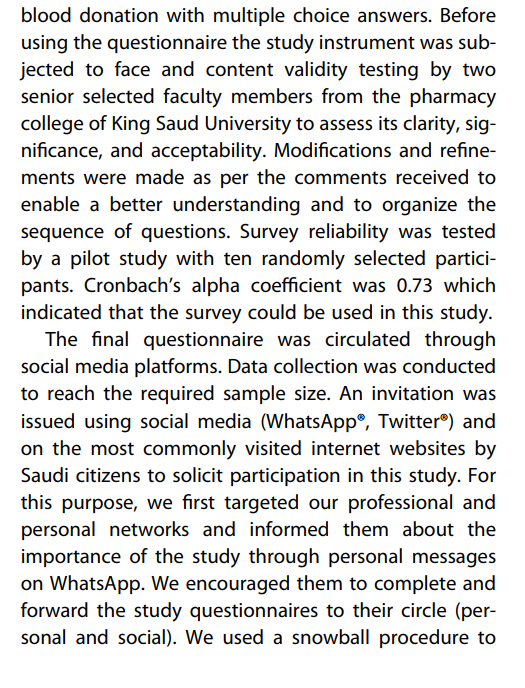 blood donation with multiple choice answers. Before
using the questionnaire the study instrument was sub-
jected to face and content validity testing by two
senior selected faculty members from the pharmacy
college of King Saud University to assess its clarity, sig-
nificance, and acceptability. Modifications and refine-
ments were made as per the comments received to
enable a better understanding and to organize the
sequence of questions. Survey reliability was tested
by a pilot study with ten randomly selected partici-
pants. Cronbach’s alpha coefficient was 0.73 which
indicated that the survey could be used in this study.
The final questionnaire was circulated through
social media platforms. Data collection was conducted
to reach the required sample size. An invitation was
issued using social media (WhatsApp®, Twitter®) and
on the most commonly visited internet websites by
Saudi citizens to solicit participation in this study. For
this purpose, we first targeted our professional and
personal networks and informed them about the
importance of the study through personal messages
on WhatsApp. We encouraged them to complete and
forward the study questionnaires to their circle (per-
sonal and social). We used a snowball procedure to